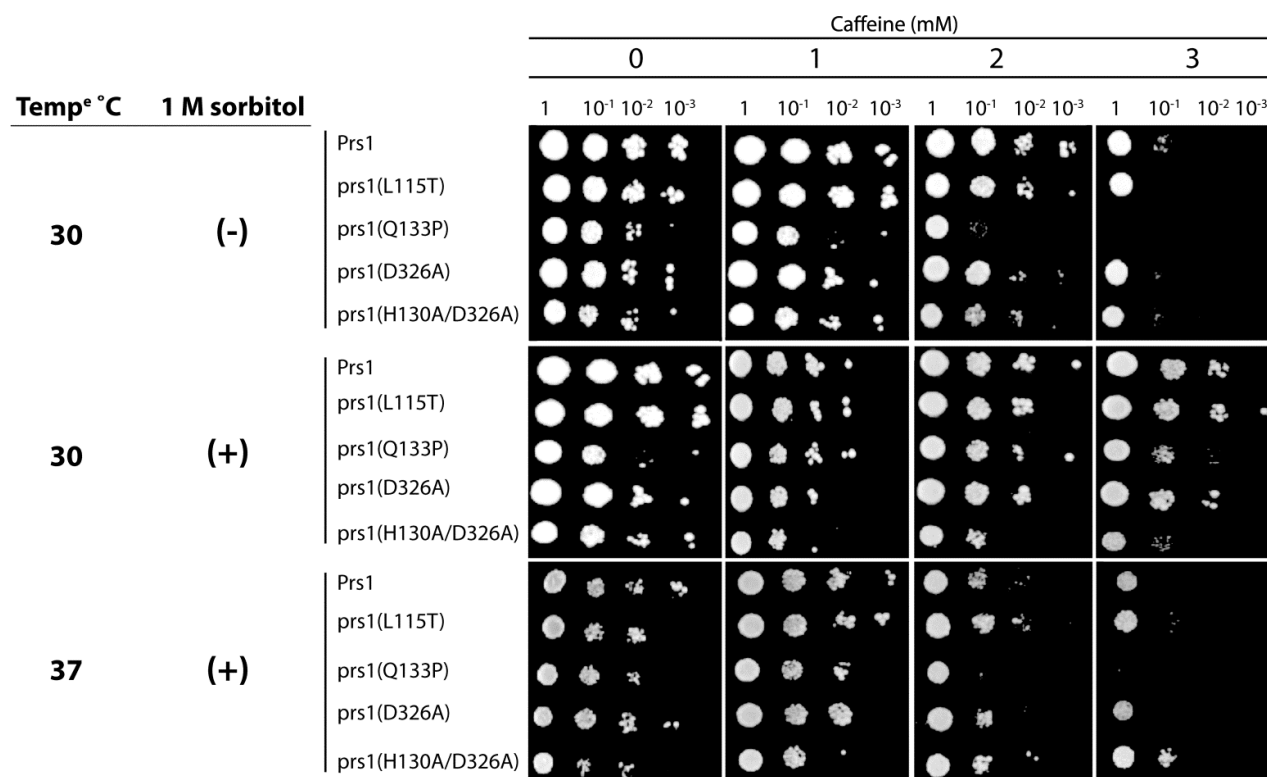 Caffeine (mM)
0 1 2 3
Tempᵉ °C 1 M sorbitol 1 10⁻¹ 10⁻² 10⁻³ 1 10⁻¹ 10⁻² 10⁻³ 1 10⁻¹ 10⁻² 10⁻³ 1 10⁻¹ 10⁻² 10⁻³
Prs1
prs1(L115T)
30 (-) prs1(Q133P)
prs1(D326A)
prs1(H130A/D326A)
Prs1
prs1(L115T)
30 (+) prs1(Q133P)
prs1(D326A)
prs1(H130A/D326A)
Prs1
prs1(L115T)
37 (+) prs1(Q133P)
prs1(D326A)
prs1(H130A/D326A)